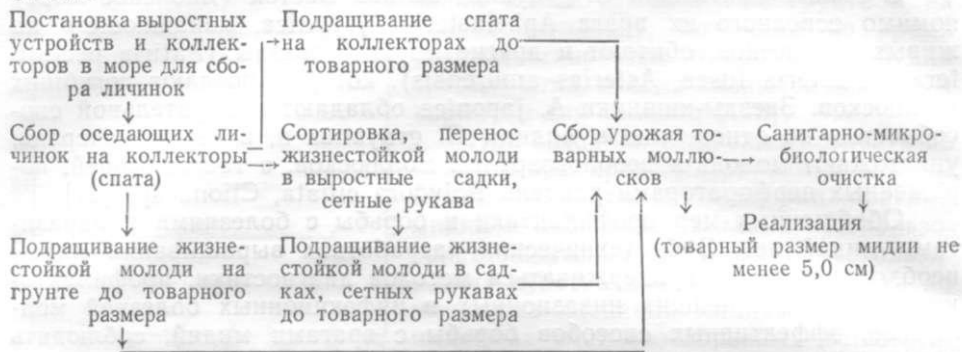 Постановка выростных
устройств и коллек-
торов в море для сбо-
ра личинок
Подращивание спата
на коллекторах до
товарного размера
Сбор оседающих ли-
чинок на коллекторы
(спата)
Сортировка, перенос
жизнестойкой молоди
в выростные садки,
сетные рукава
Сбор урожая то-
варных моллю-
сков
Санитарно-микро-
биологическая
очистка
Подращивание жизне-
стойкой молоди на
грунте до товарного
размера
Подращивание жизне-
стойкой молоди в сад-
ках, сетных рукавах
до товарного размера
Реализация
(товарный размер мидии не
менее 5,0 см)